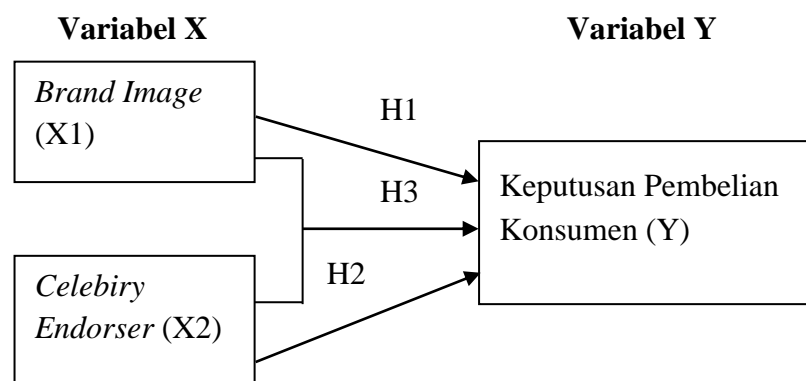 Variabel X
Variabel Y
Brand Image
(X1)
H1
Keputusan Pembelian
Konsumen (Y)
H3
H2
Celebiry
Endorser (X2)